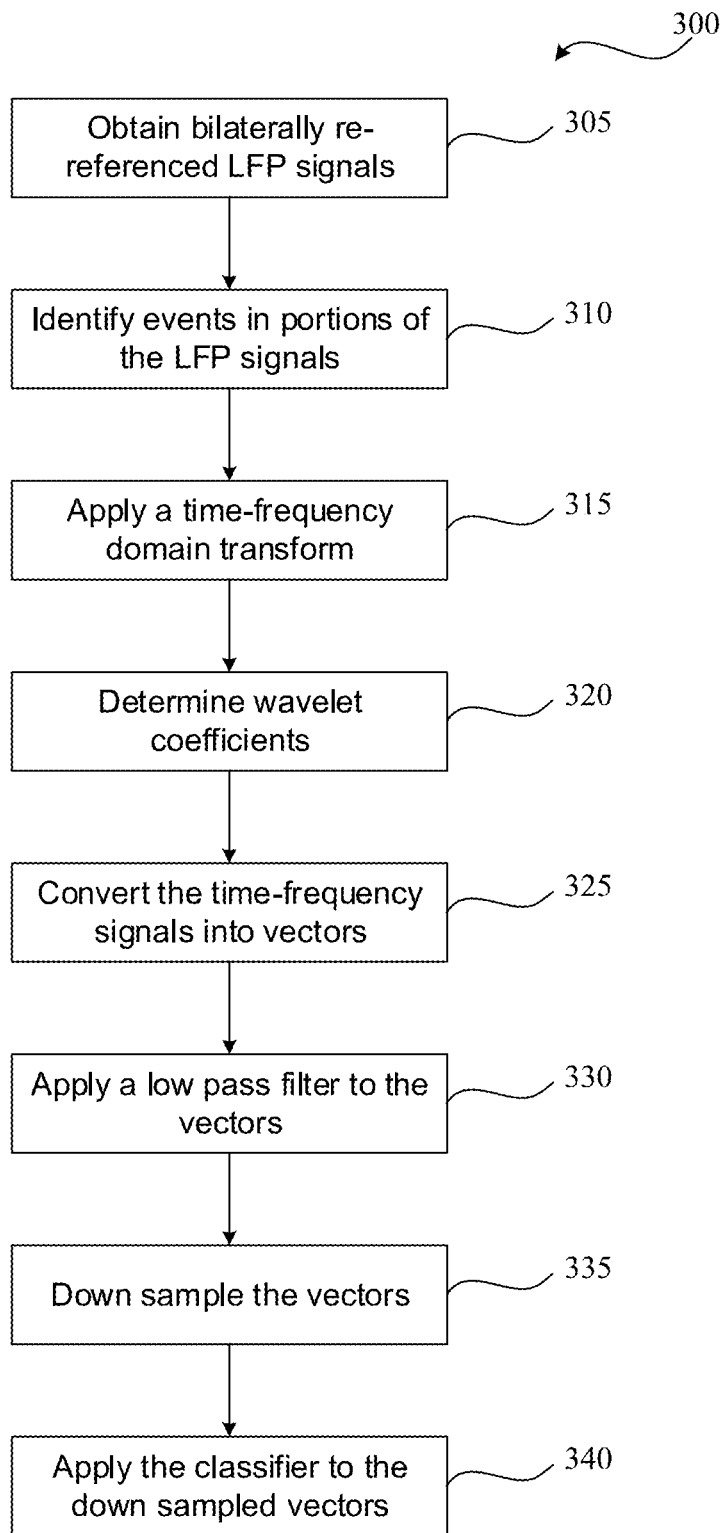 300
Obtain bilaterally re-
referenced LFP signals
305
Identify events in portions of
the LFP signals
310
Apply a time-frequency
domain transform
315
Determine wavelet
coefficients
320
Convert the time-frequency
signals into vectors
325
Apply a low pass filter to the
vectors
330
Down sample the vectors
335
Apply the classifier to the
down sampled vectors
340